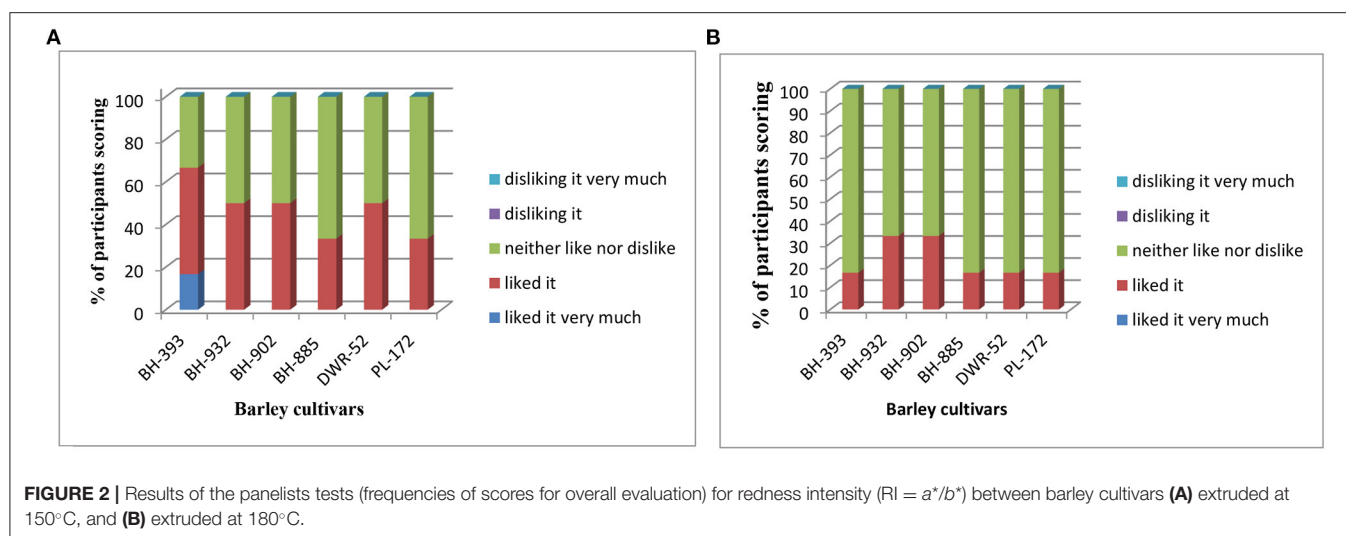 A
% of participants scoring
100
80
60
40
20
0
BH-393
BH-932
BH-902
BH-885
DWR-52
PL-172
Barley cultivars
disliking it very much
disliking it
neither like nor dislike
liked it
liked it very much
B
% of participants scoring
100
90
80
70
60
50
40
30
20
10
0
BH-393
BH-932
BH-902
BH-885
DWR-52
PL-172
Barley cultivars
disliking it very much
disliking it
neither like nor dislike
liked it
liked it very much
FIGURE 2 | Results of the panelists tests (frequencies of scores for overall evaluation) for redness intensity (RI = a*/b*) between barley cultivars (A) extruded at
150°C, and (B) extruded at 180°C.